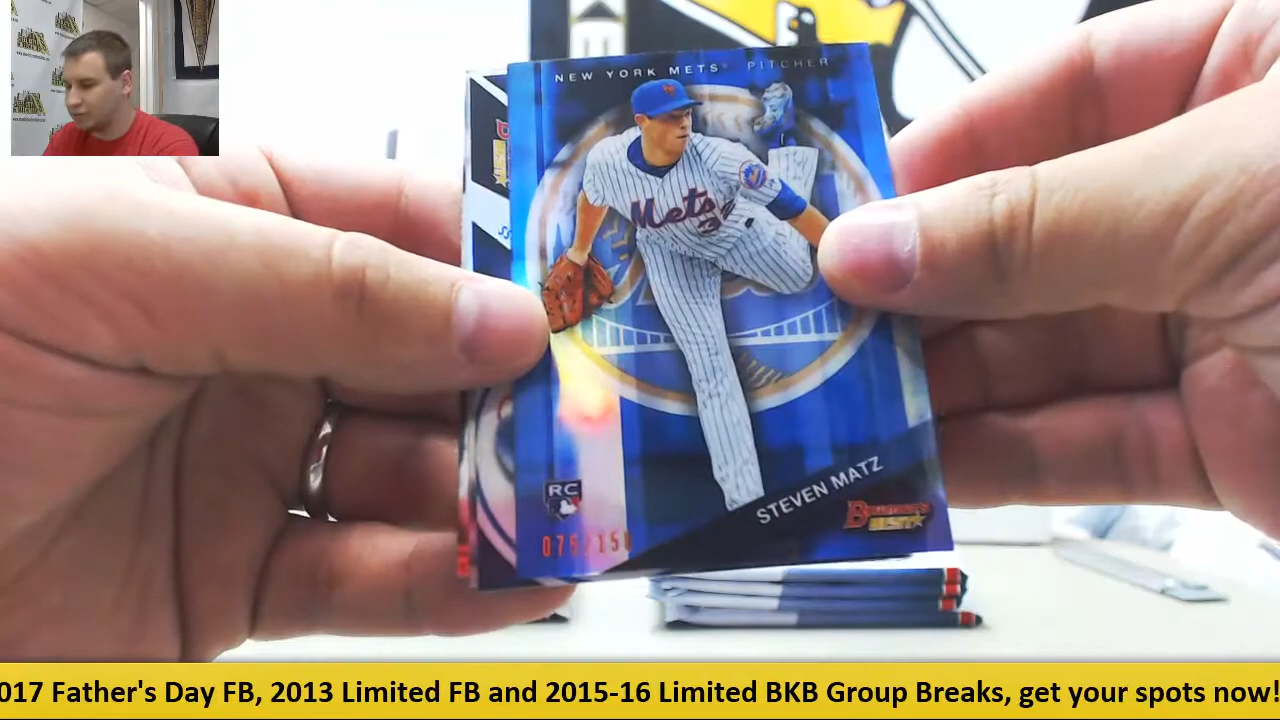 NEW YORK METS PITCHER
Mets
RC
075/150
STEVEN MATZ
BOWMAN'S
BEST
017 Father's Day FB, 2013 Limited FB and 2015-16 Limited BKB Group Breaks, get your spots now!